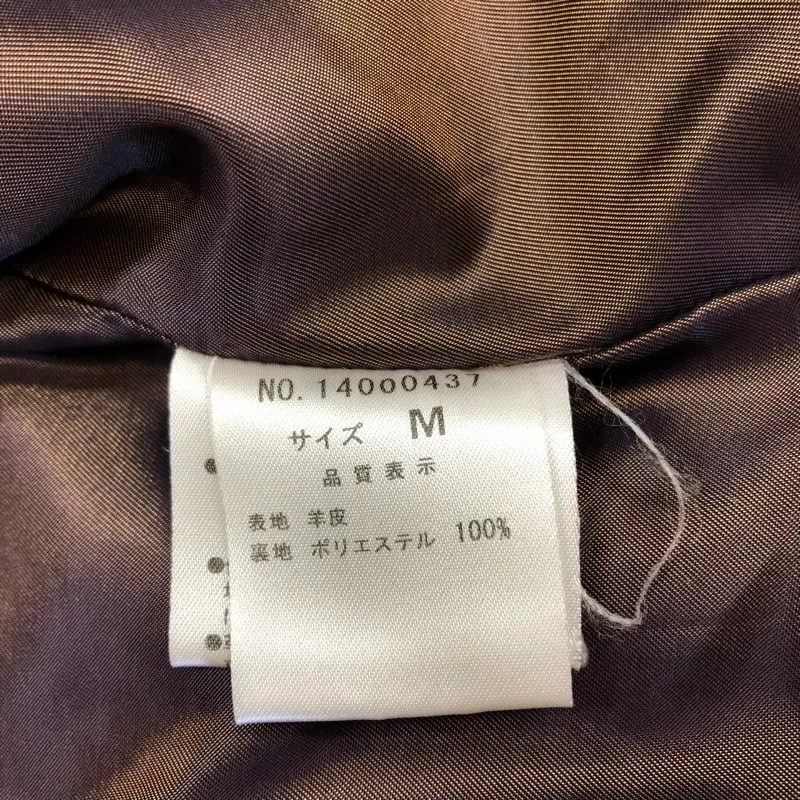 NO. 14000437
サイズ M
品質表示
表地 羊皮
裏地 ポリエステル 100%